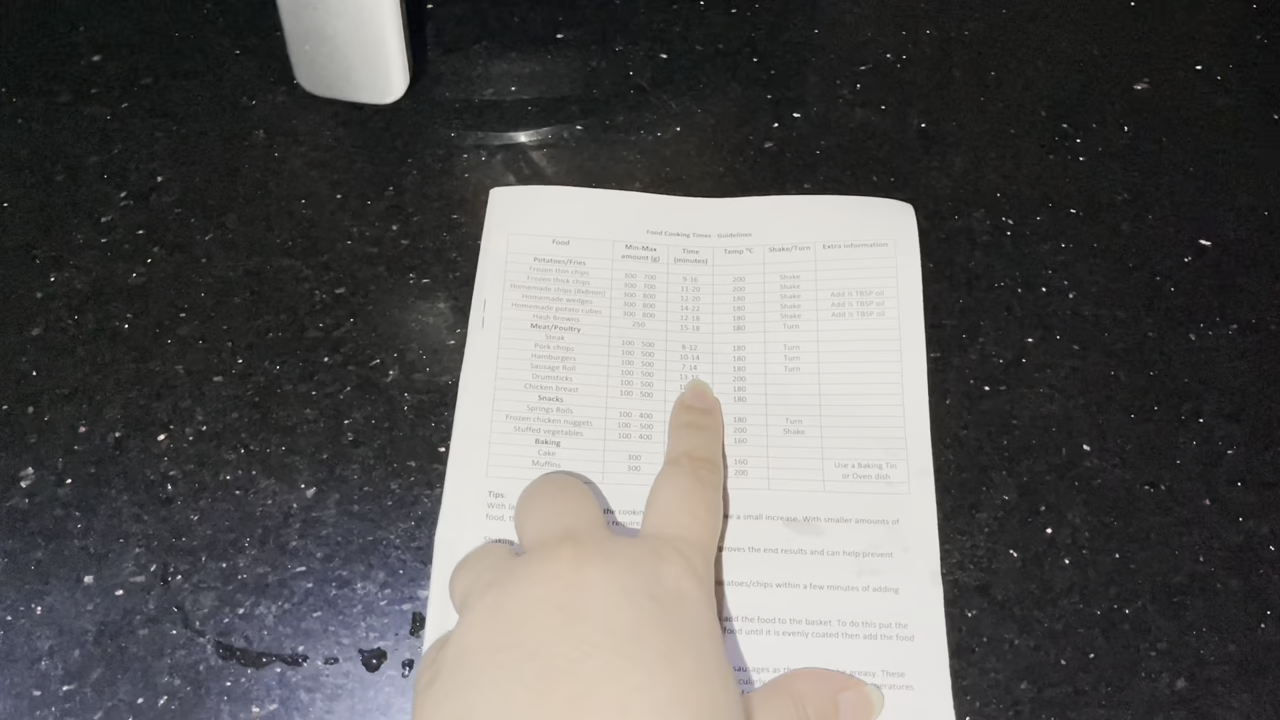 Food Cooking Times - Guidelines
Food Min-Max amount (g) Time (minutes) Temp °C Shake/Turn Extra information
Potatoes/Fries
Frozen thin chips 300 - 700 9-16 200 Shake
Frozen thick chips 300 - 700 11-20 200 Shake
Homemade chips (8x8mm) 300 - 800 12-20 180 Shake Add ½ TBSP oil
Homemade wedges 300 - 800 14-22 180 Shake Add ½ TBSP oil
Homemade potato cubes 300 - 800 12-18 180 Shake Add ½ TBSP oil
Hash Browns 250 15-18 180 Turn
Meat/Poultry
Steak 100 - 500 8-12 180 Turn
Pork chops 100 - 500 10-14 180 Turn
Hamburgers 100 - 500 7-14 180 Turn
Sausage Roll 100 - 500 200
Drumsticks 100 - 500 180
Chicken breast 100 - 500 180
Snacks
Springs Rolls 100 - 400 180 Turn
Frozen chicken nuggets 100 - 500 200 Shake
Stuffed vegetables 100 - 400 160
Baking
Cake 300 160 Use a Baking Tin
Muffins 300 200 or Oven dish
Tips:
With the a small increase. With smaller amounts of
food,
Shaking the end results and can help prevent
within a few minutes of adding
add the food to the basket. To do this put the
food until it is evenly coated then add the food
sausages as greasy. These